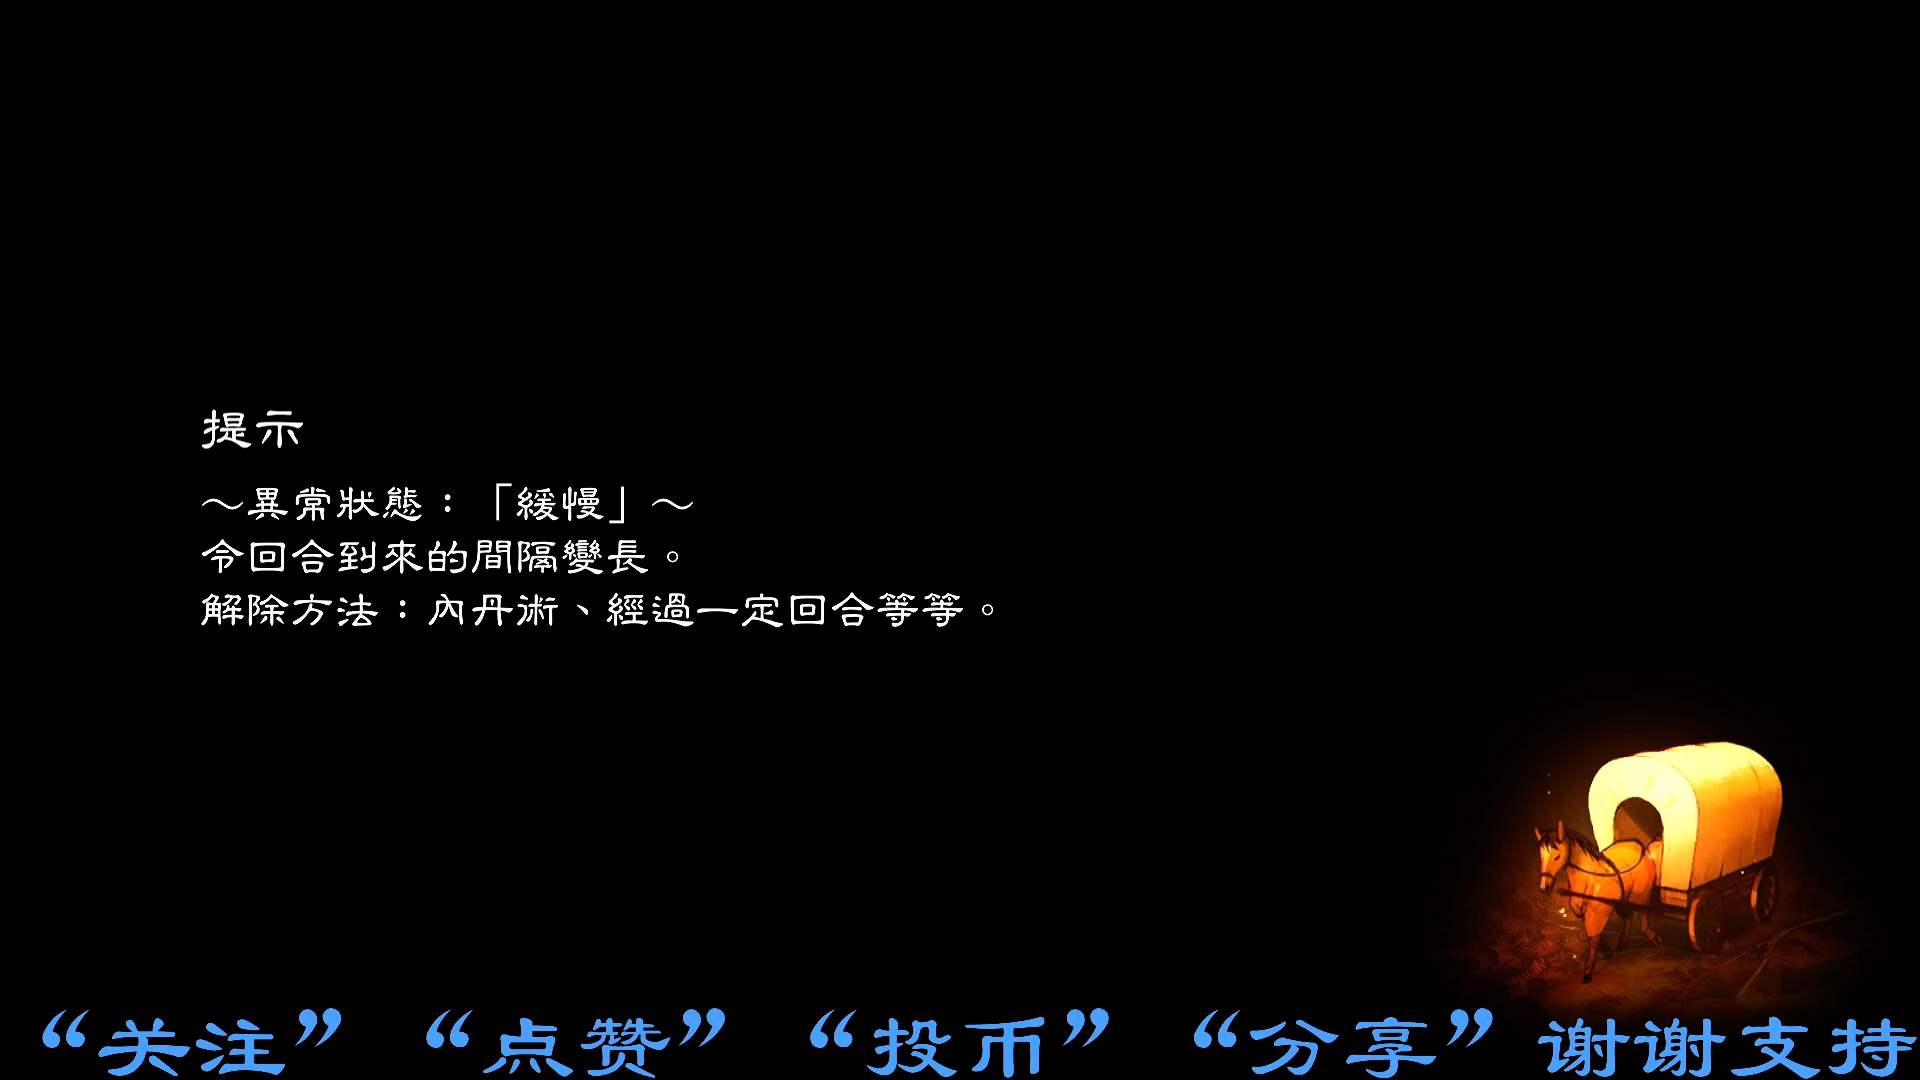 提示
～異常狀態：「緩慢」～
令回合到來的間隔變長。
解除方法：內丹術、經過一定回合等等。
“关注” “点赞” “投币” “分享” 谢谢支持